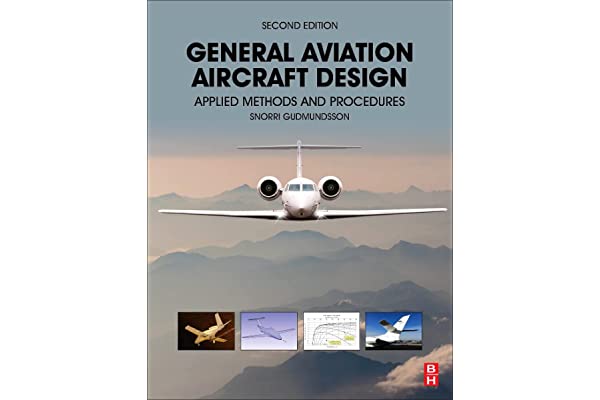 SECOND EDITION
GENERAL AVIATION
AIRCRAFT DESIGN
APPLIED METHODS AND PROCEDURES
SNORRI GUDMUNDSSON
B
H